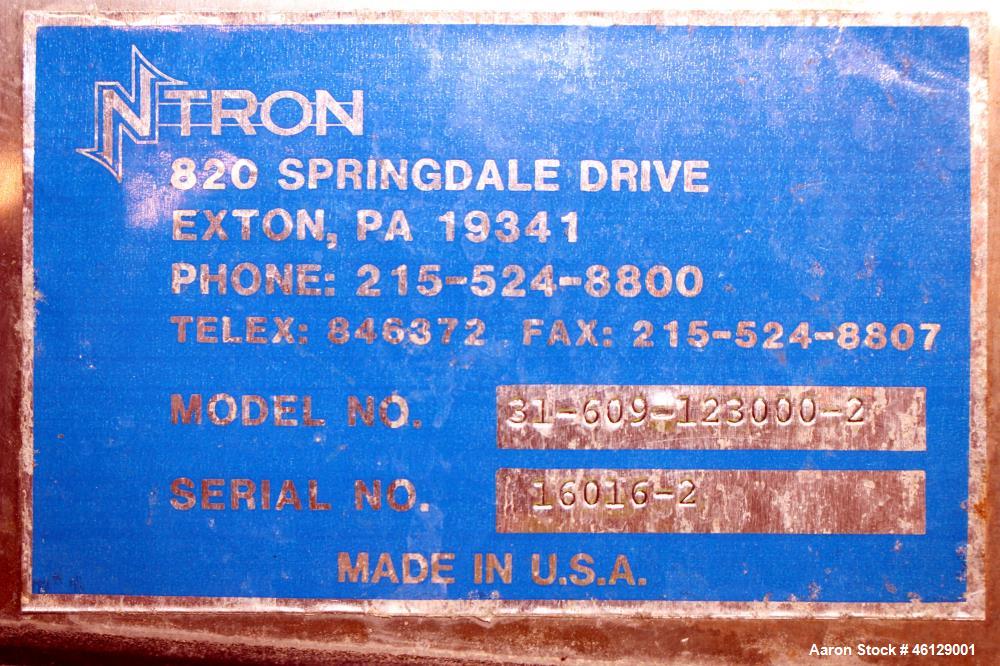 NTRON
820 SPRINGDALE DRIVE
EXTON, PA 19341
PHONE: 215-524-8800
TELEX: 846372 FAX: 215-524-8807
MODEL NO. 31-609-123000-2
SERIAL NO. 16016-2
MADE IN U.S.A.
Aaron Stock # 46129001